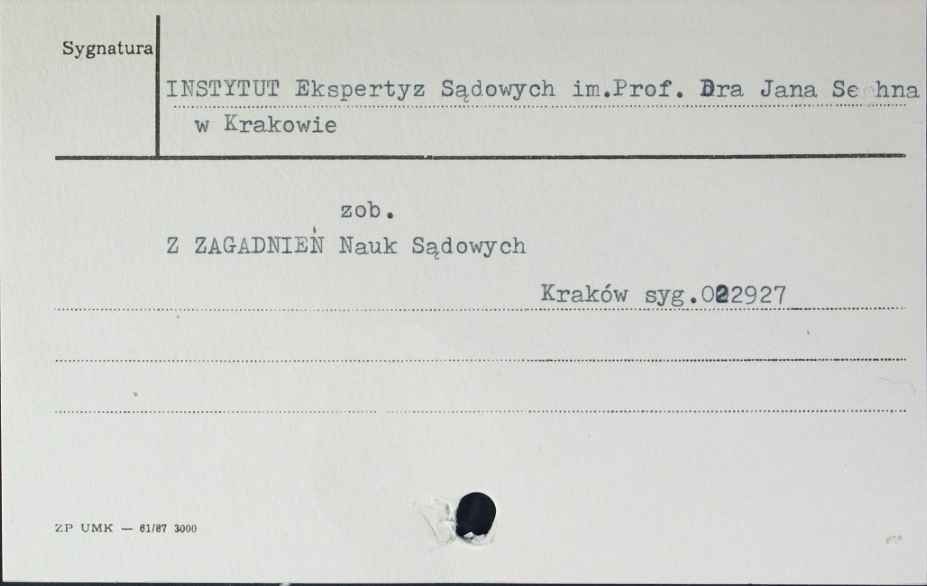 Sygnatura
INSTYTUT Ekspertyz Sądowych im.Prof. Dra Jana
w Krakowie
zob.
Z ZAGADNIEŃ Nauk Sądowych
Kraków syg.022927
ZP UMK — 61/67 3000